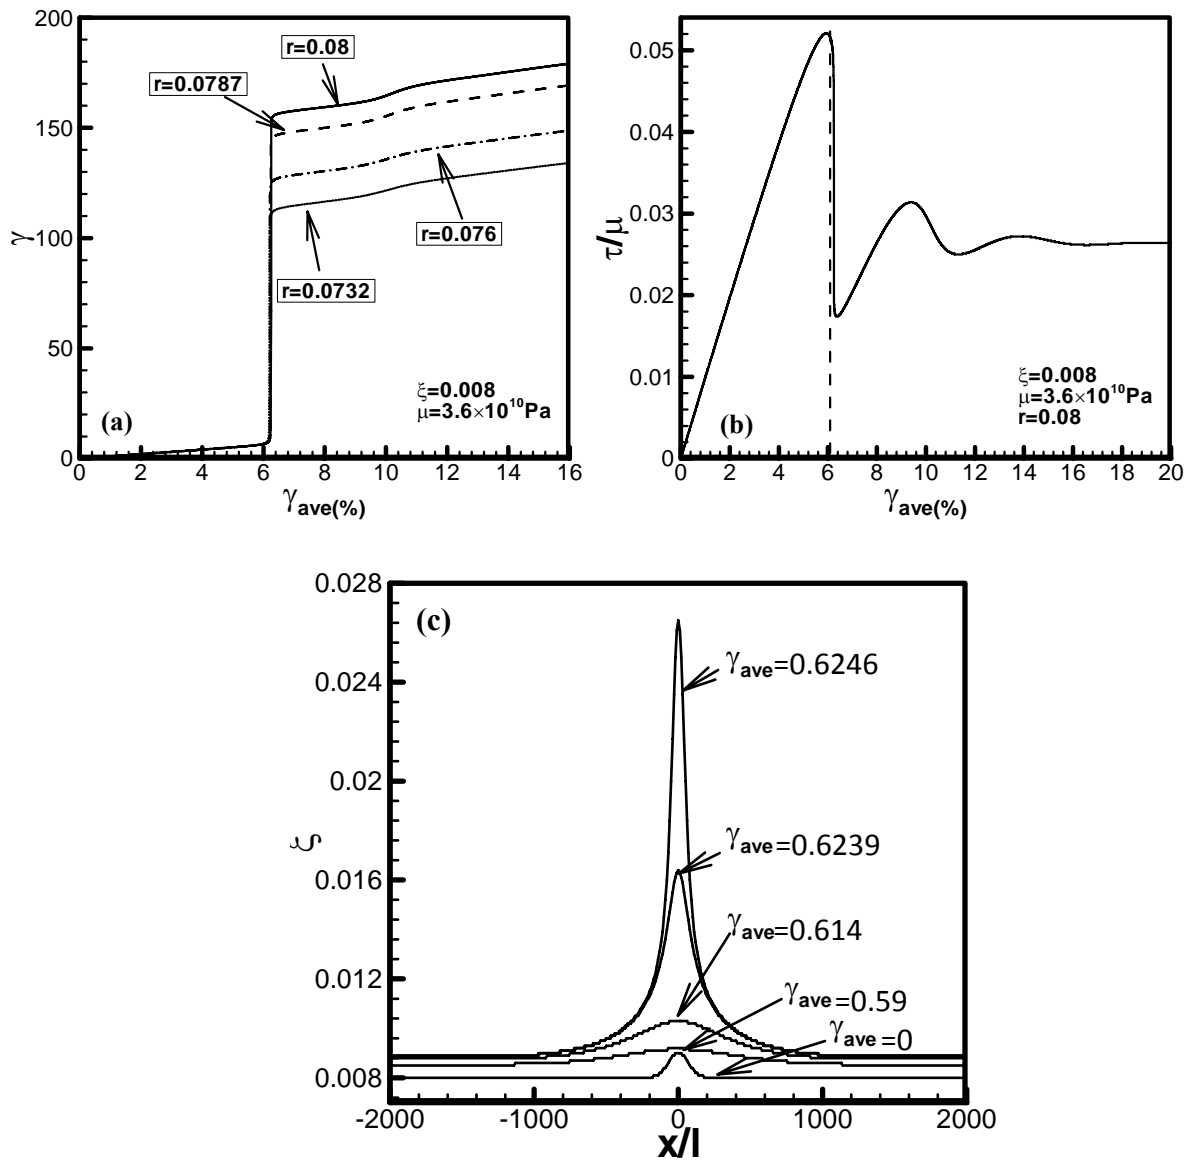 200
150
100
50
0
γ
r=0.08
r=0.0787
r=0.076
r=0.0732
ξ=0.008
μ=3.6×10¹⁰Pa
(a)
0 2 4 6 8 10 12 14 16
γave(%)
0.05
0.04
0.03
0.02
0.01
0
τ/μ
ξ=0.008
μ=3.6×10¹⁰Pa
r=0.08
(b)
0 2 4 6 8 10 12 14 16 18 20
γave(%)
0.028
0.024
0.02
0.016
0.012
0.008
ξ
(c)
γave=0.6246
γave=0.6239
γave=0.614
γave=0.59
γave=0
-2000 -1000 0 1000 2000
x/l